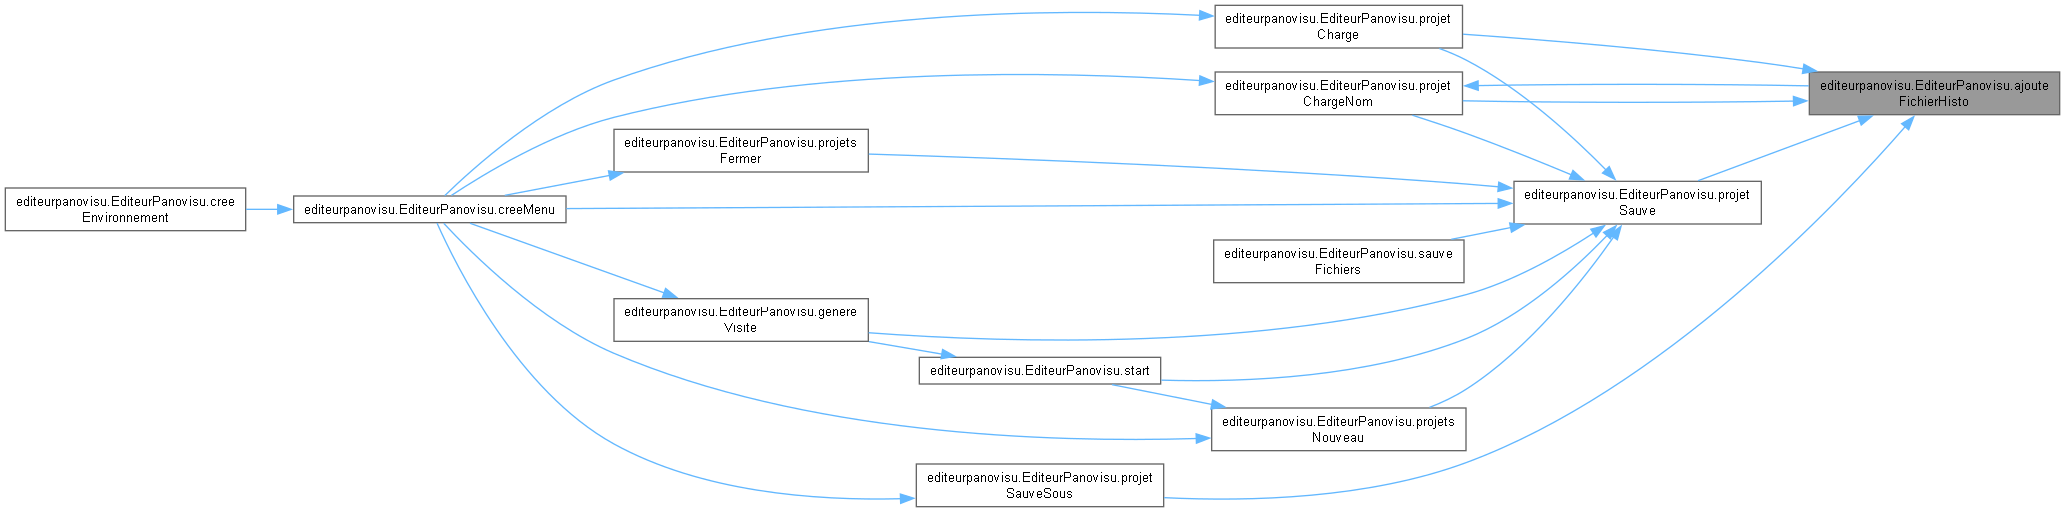 editeurpanovisu.EditeurPanovisu.projet
Charge
editeurpanovisu.EditeurPanovisu.projet
ChargeNom
editeurpanovisu.EditeurPanovisu.ajoute
FichierHisto
editeurpanovisu.EditeurPanovisu.projets
Fermer
editeurpanovisu.EditeurPanovisu.cree
Environnement
editeurpanovisu.EditeurPanovisu.creeMenu
editeurpanovisu.EditeurPanovisu.projet
Sauve
editeurpanovisu.EditeurPanovisu.sauve
Fichiers
editeurpanovisu.EditeurPanovisu.genere
Visite
editeurpanovisu.EditeurPanovisu.start
editeurpanovisu.EditeurPanovisu.projets
Nouveau
editeurpanovisu.EditeurPanovisu.projet
SauveSous